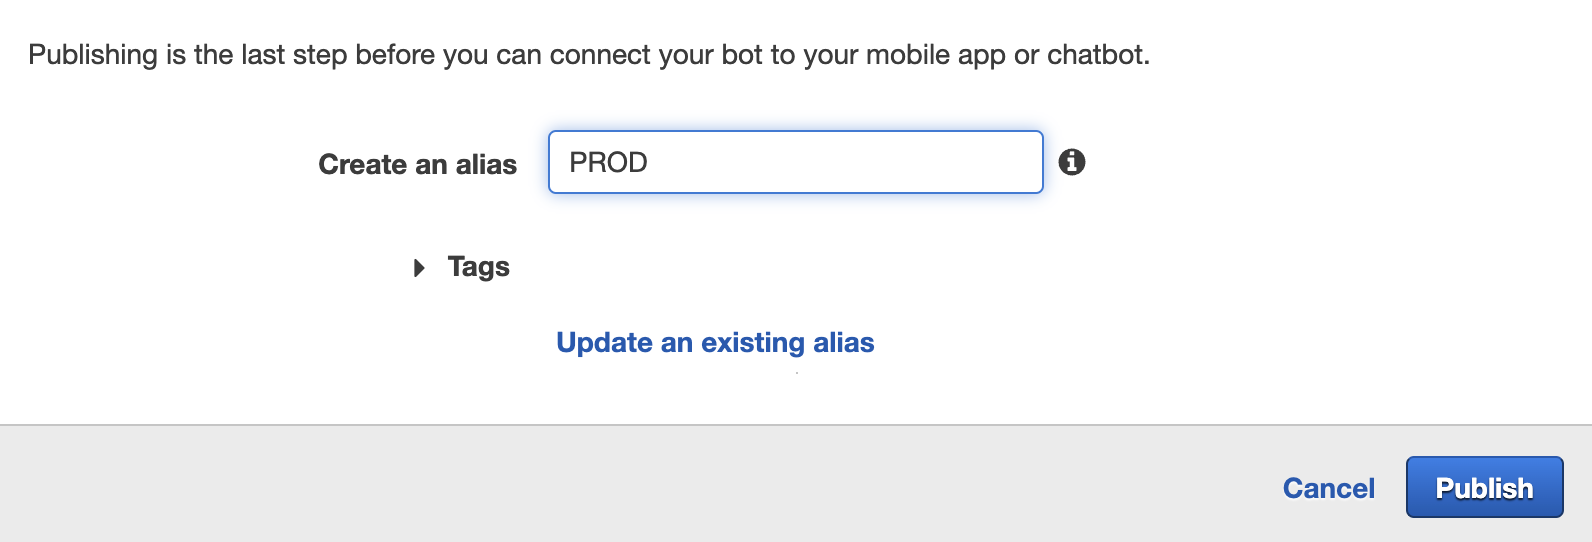 Publishing is the last step before you can connect your bot to your mobile app or chatbot.
Create an alias PROD
Tags
Update an existing alias
Cancel Publish